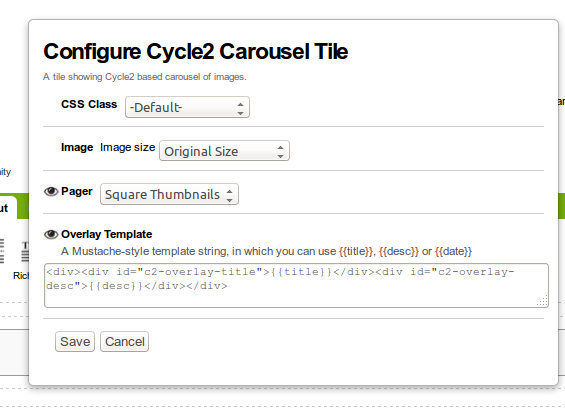 Configure Cycle2 Carousel Tile
A tile showing Cycle2 based carousel of images.
CSS Class -Default-
Image Image size Original Size
Pager Square Thumbnails
Overlay Template
A Mustache-style template string, in which you can use {{title}}, {{desc}} or {{date}}
<div><div id="c2-overlay-title">{{title}}</div><div id="c2-overlay-
desc">{{desc}}</div></div>
Save Cancel
ar
ity
ut
T
Rich